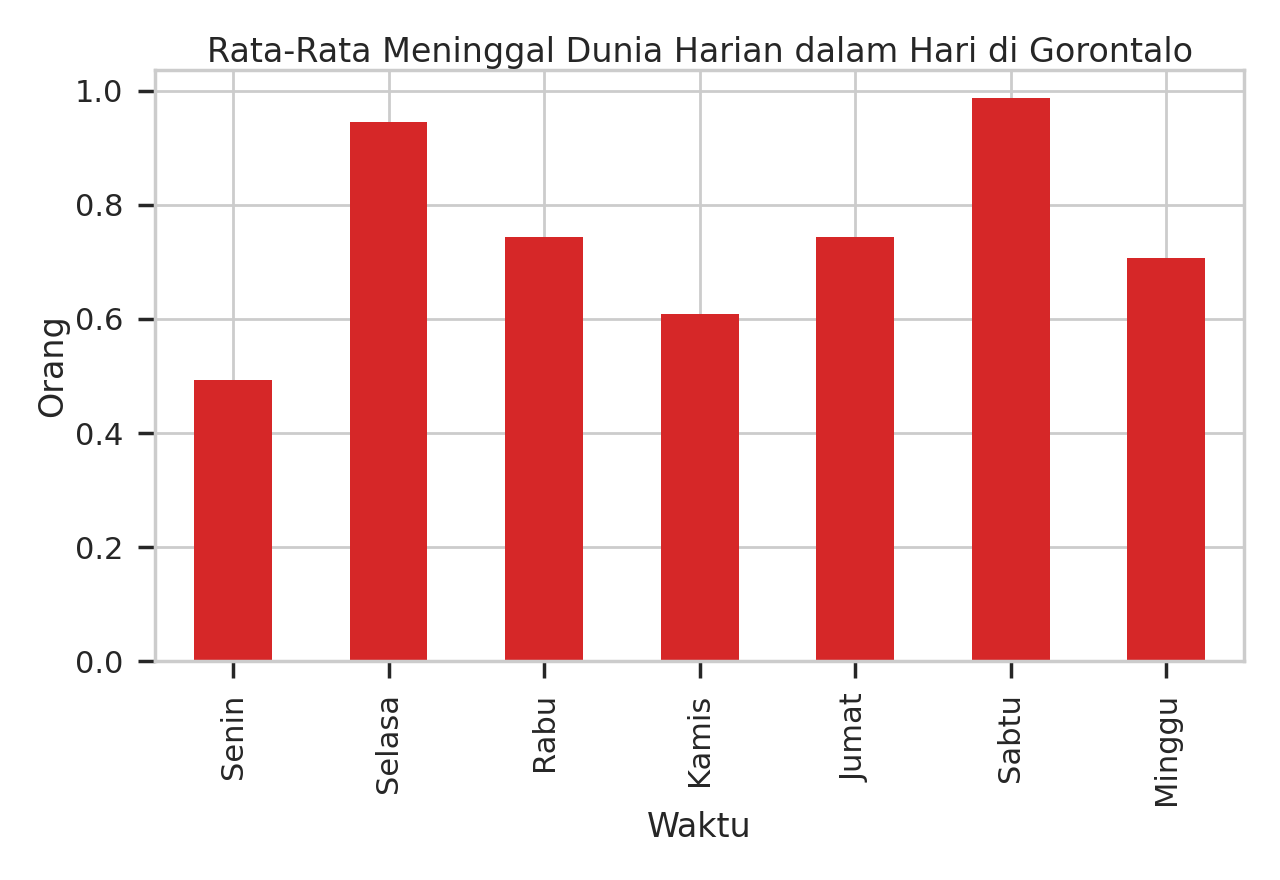 Rata-Rata Meninggal Dunia Harian dalam Hari di Gorontalo
1.0
0.8
0.6
0.4
0.2
0.0
Orang
Senin
Selasa
Rabu
Kamis
Jumat
Sabtu
Minggu
Waktu